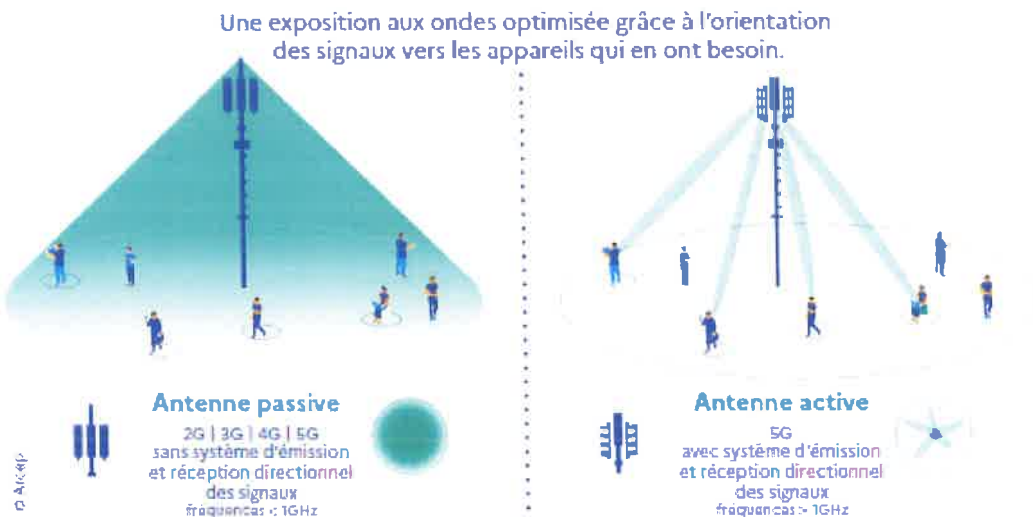 Une exposition aux ondes optimisée grâce à l'orientation
des signaux vers les appareils qui en ont besoin.
Antenne passive
2G | 3G | 4G | 5G
sans système d'émission
et réception directionnel
des signaux
fréquences < 1GHz
Antenne active
5G
avec système d'émission
et réception directionnel
des signaux
fréquences > 1GHz
© Arcep